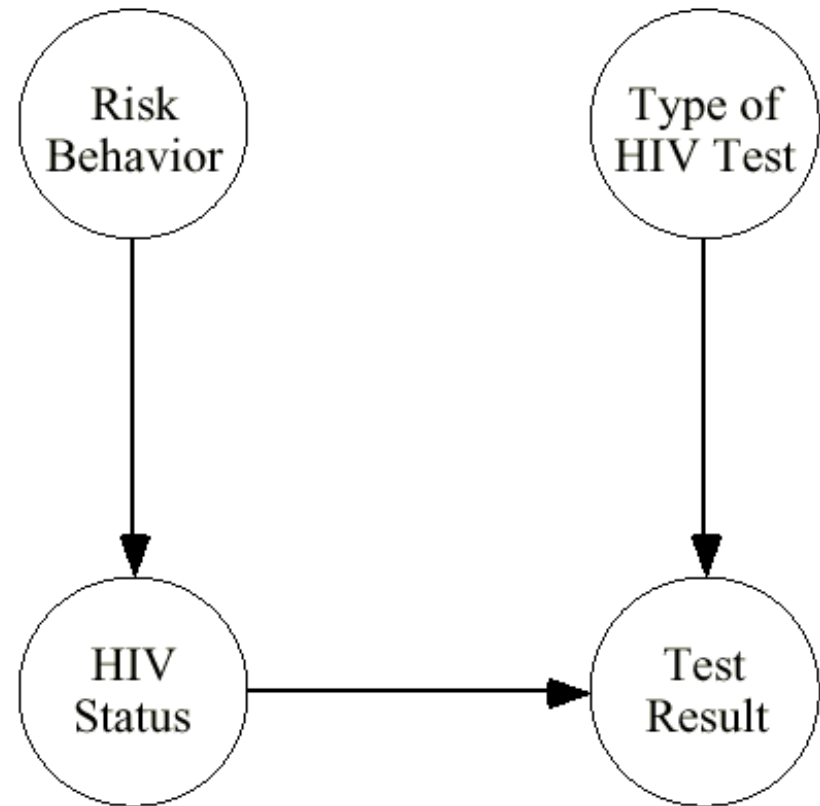 Risk
Behavior
Type of
HIV Test
HIV
Status
Test
Result